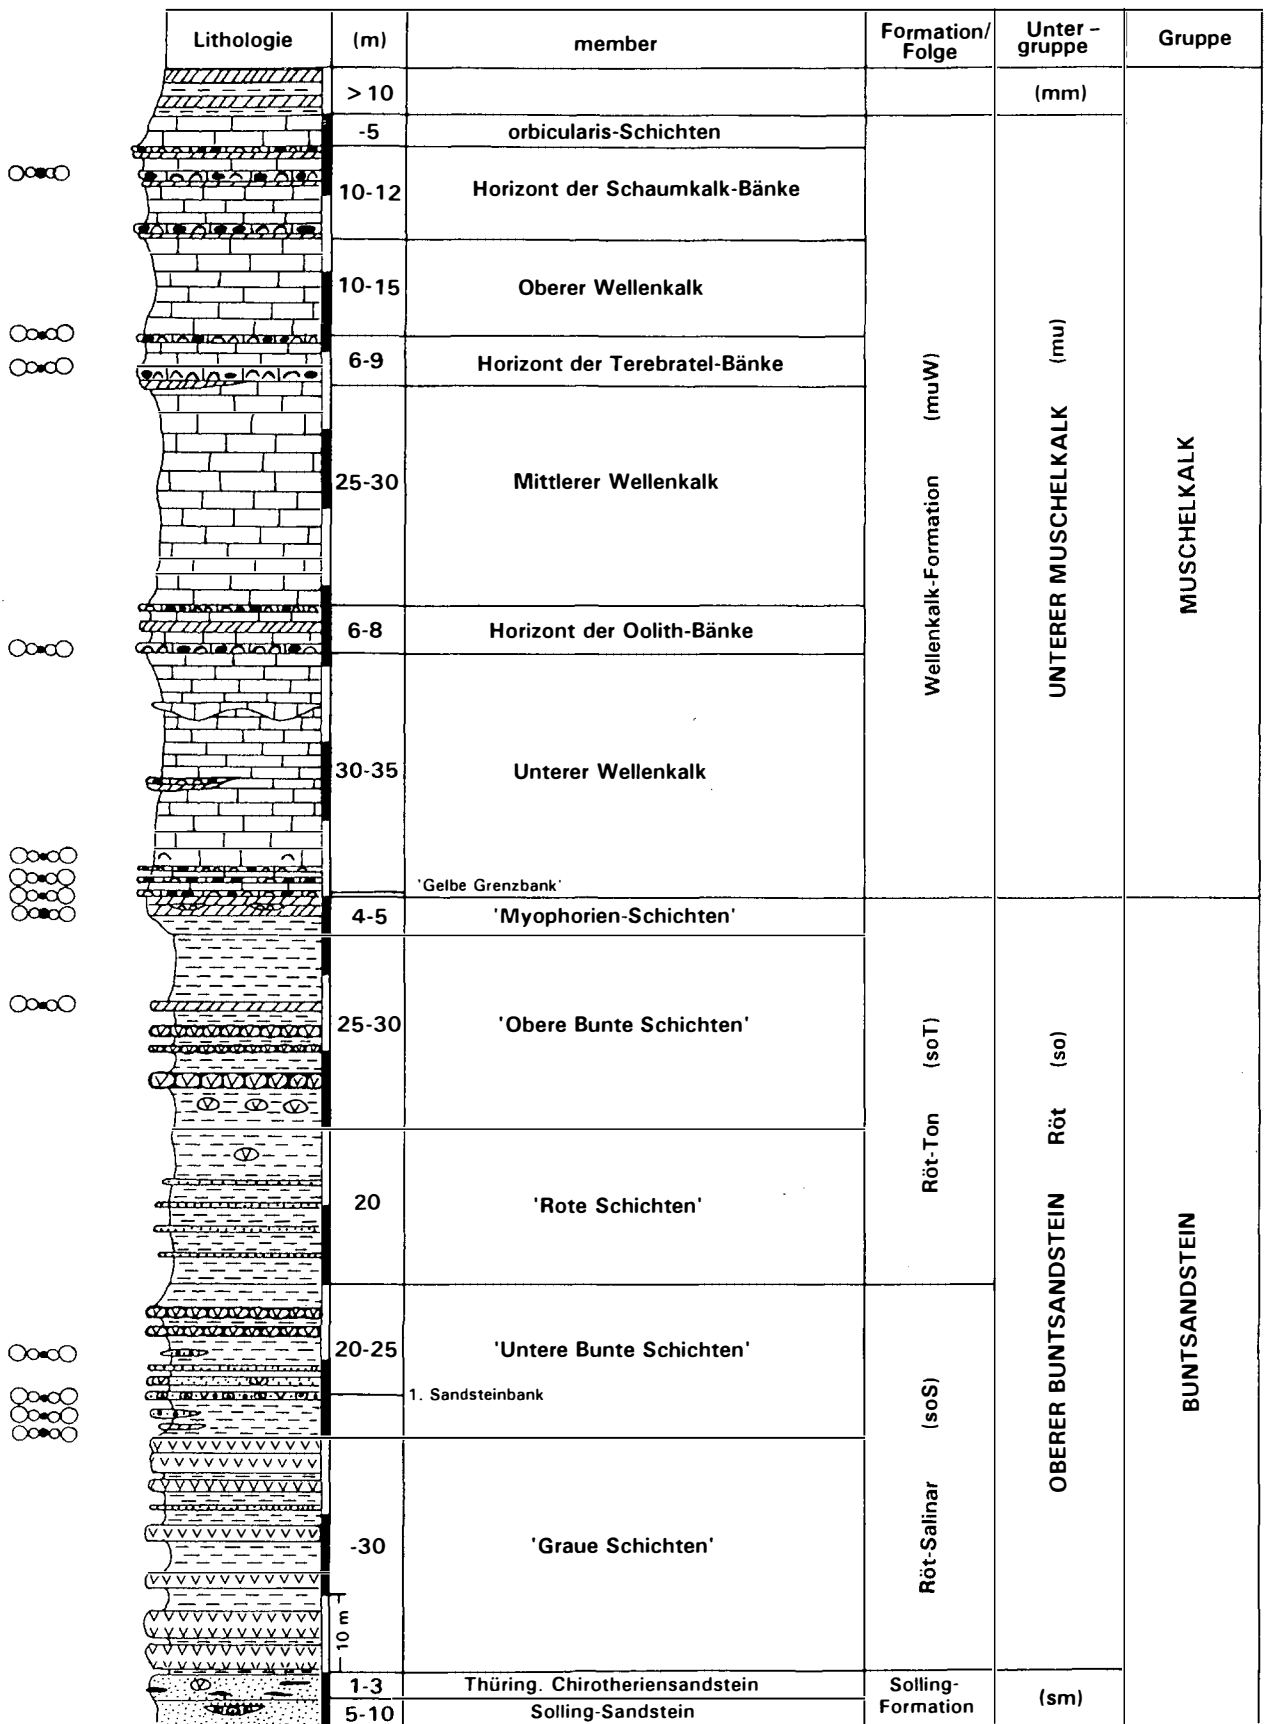 Lithologie (m) member Formation/ Folge Unter- gruppe Gruppe
>10 (mm)
-5 orbicularis-Schichten
10-12 Horizont der Schaumkalk-Bänke
10-15 Oberer Wellenkalk
6-9 Horizont der Terebratel-Bänke
25-30 Mittlerer Wellenkalk
6-8 Horizont der Oolith-Bänke
30-35 Unterer Wellenkalk
'Gelbe Grenzbank'
Wellenkalk-Formation (muW)
UNTERER MUSCHELKALK (mu)
MUSCHELKALK
4-5 'Myophorien-Schichten'
25-30 'Obere Bunte Schichten'
20 'Rote Schichten'
Röt-Ton (soT)
20-25 'Untere Bunte Schichten'
1. Sandsteinbank
-30 'Graue Schichten'
10 m
Röt-Salinar (soS)
OBERER BUNTSANDSTEIN Röt (so)
BUNTSANDSTEIN
1-3 Thüring. Chirotheriensandstein
5-10 Solling-Sandstein
Solling-
Formation
(sm)